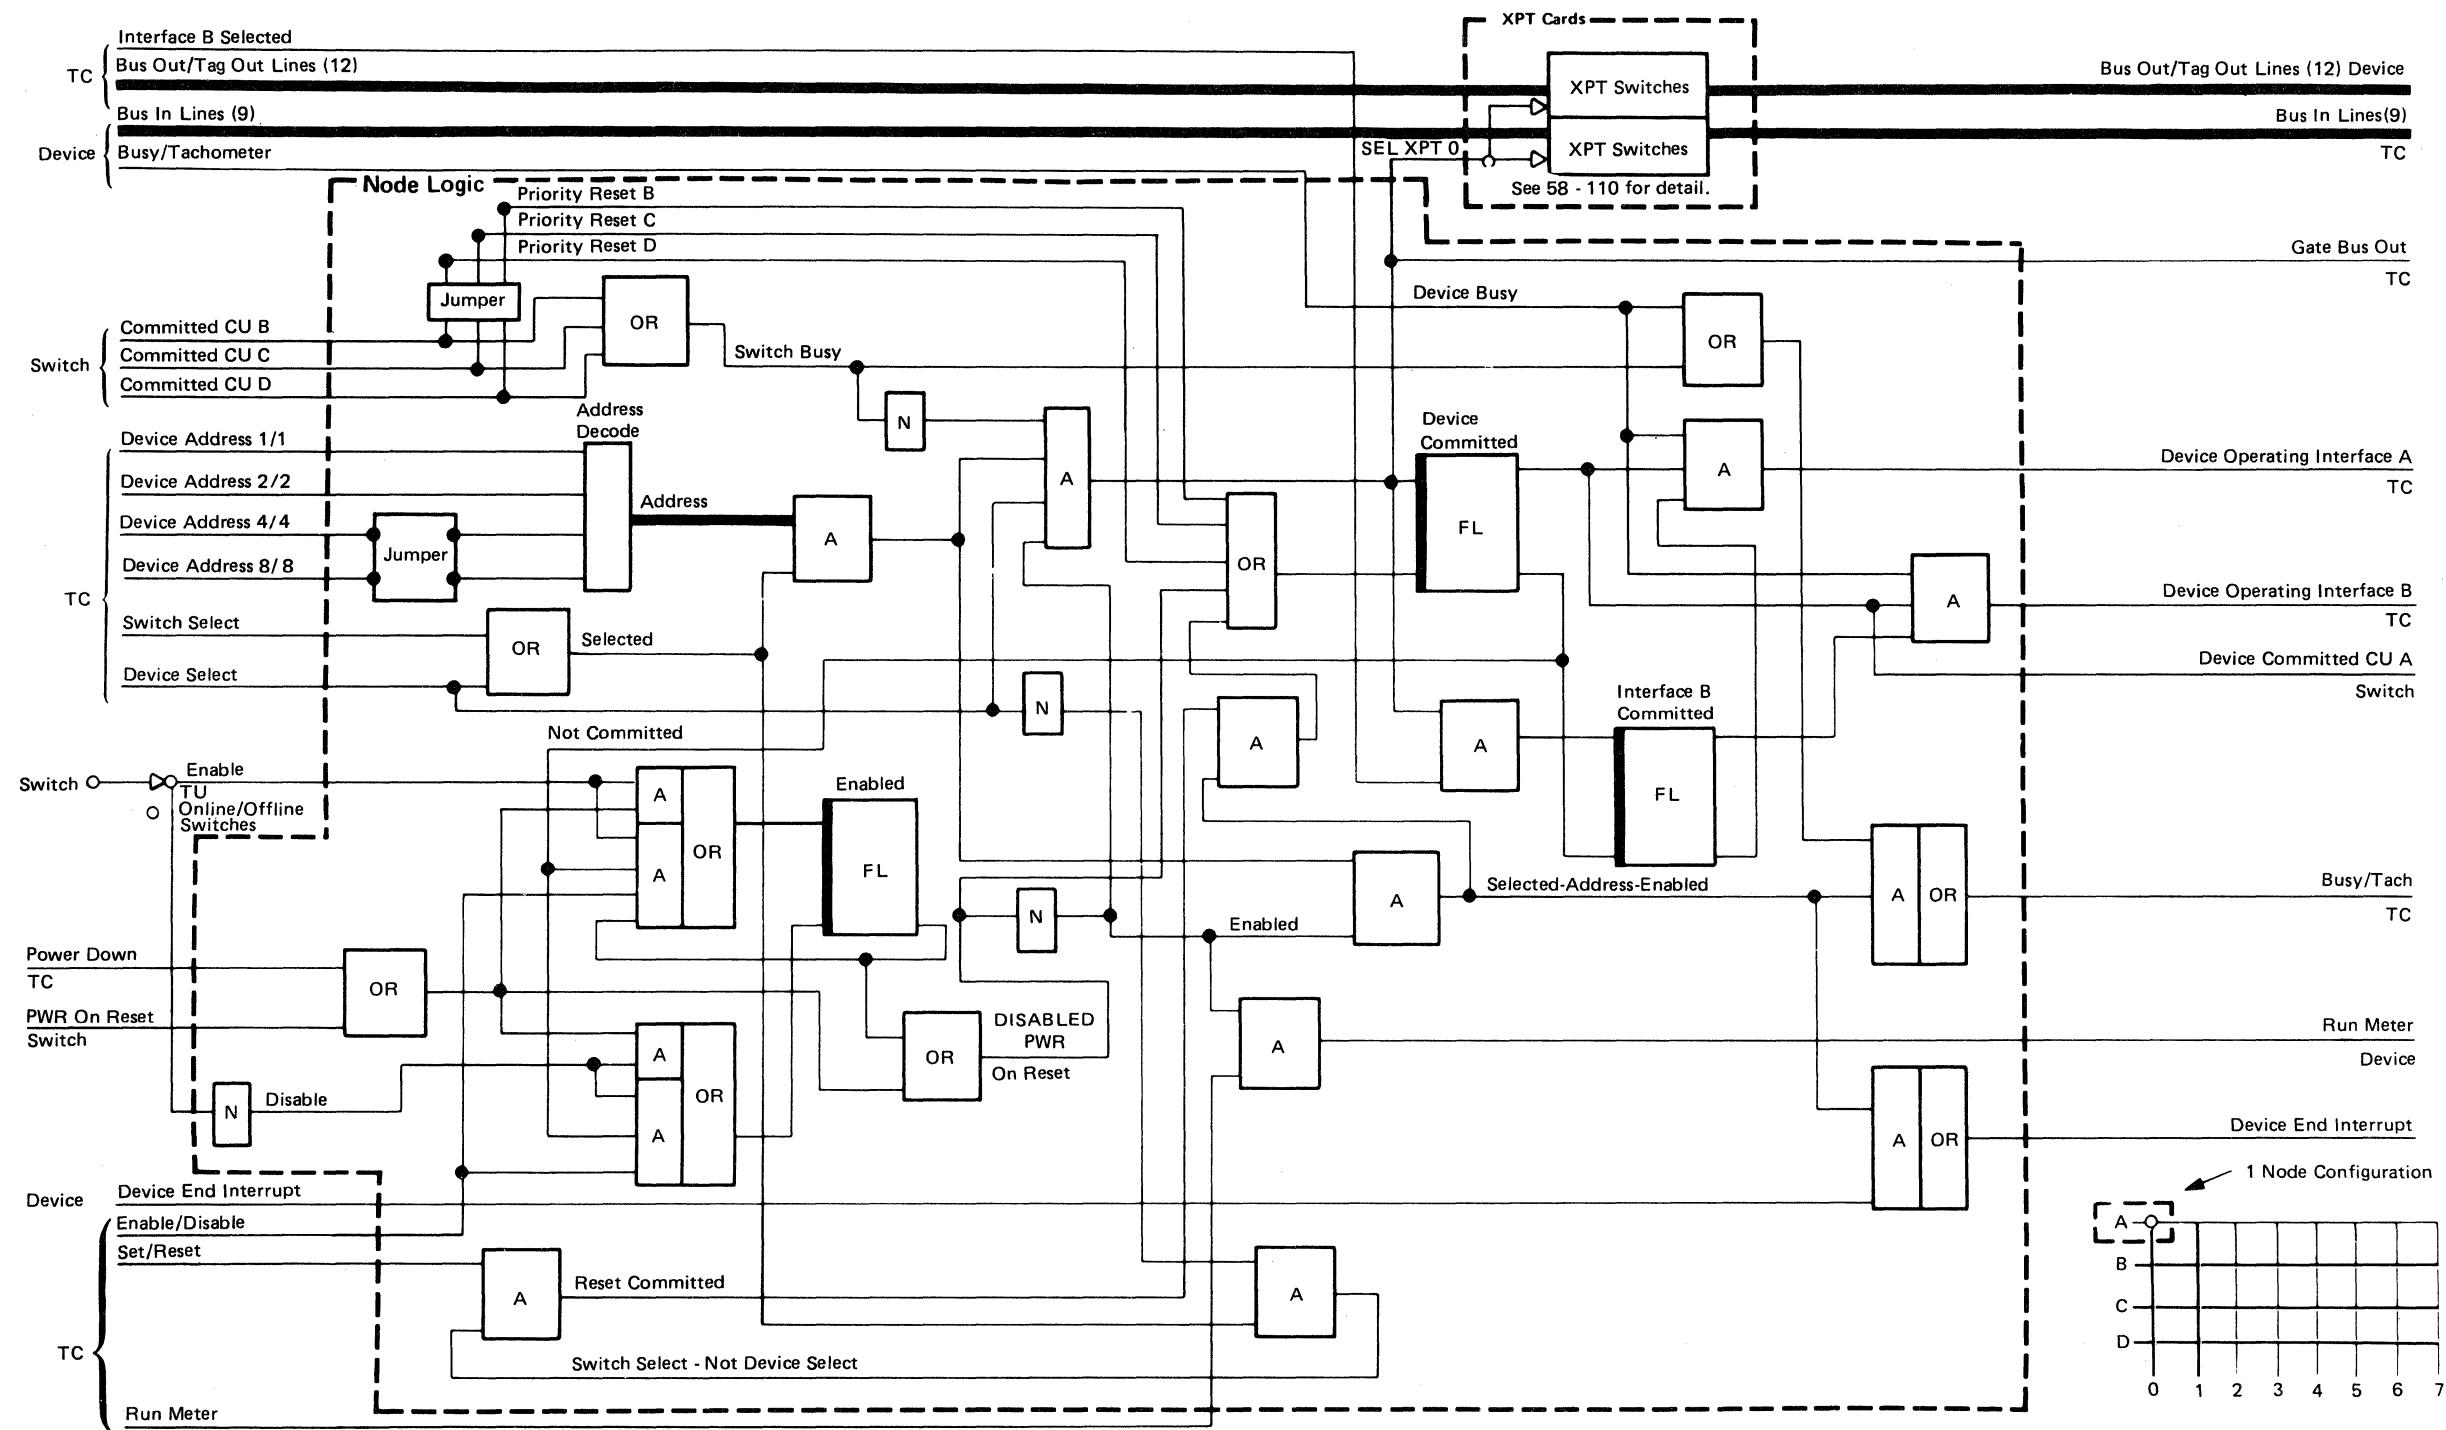 XPT Cards
Interface B Selected
TC
Bus Out/Tag Out Lines (12)
XPT Switches
Bus Out/Tag Out Lines (12) Device
Bus In Lines (9)
Bus In Lines(9)
Device
Busy/Tachometer
SEL XPT 0
XPT Switches
TC
Node Logic
See 58 - 110 for detail.
Priority Reset B
Priority Reset C
Priority Reset D
Gate Bus Out
TC
Jumper
OR
Device Busy
Switch
Committed CU B
Committed CU C
Committed CU D
Switch Busy
OR
N
Address
Decode
Device
Committed
Device Address 1/1
Device Address 2/2
Device Address 4/4
Device Address 8/8
Jumper
Address
A
A
OR
FL
A
Device Operating Interface A
TC
TC
Switch Select
Device Select
OR
Selected
A
Device Operating Interface B
TC
Device Committed CU A
Switch
N
Not Committed
A
A
Interface B
Committed
FL
Switch
Enable
TU
Online/Offline
Switches
A
A
OR
Enabled
FL
N
Enabled
A
Selected-Address-Enabled
A
OR
Busy/Tach
TC
Power Down
TC
PWR On Reset
Switch
OR
A
A
OR
OR
DISABLED
PWR
On Reset
A
Run Meter
Device
N
Disable
A
OR
Device End Interrupt
1 Node Configuration
Device
Device End Interrupt
Enable/Disable
Set/Reset
TC
A
Reset Committed
A
Switch Select - Not Device Select
Run Meter
A
B
C
D
0 1 2 3 4 5 6 7